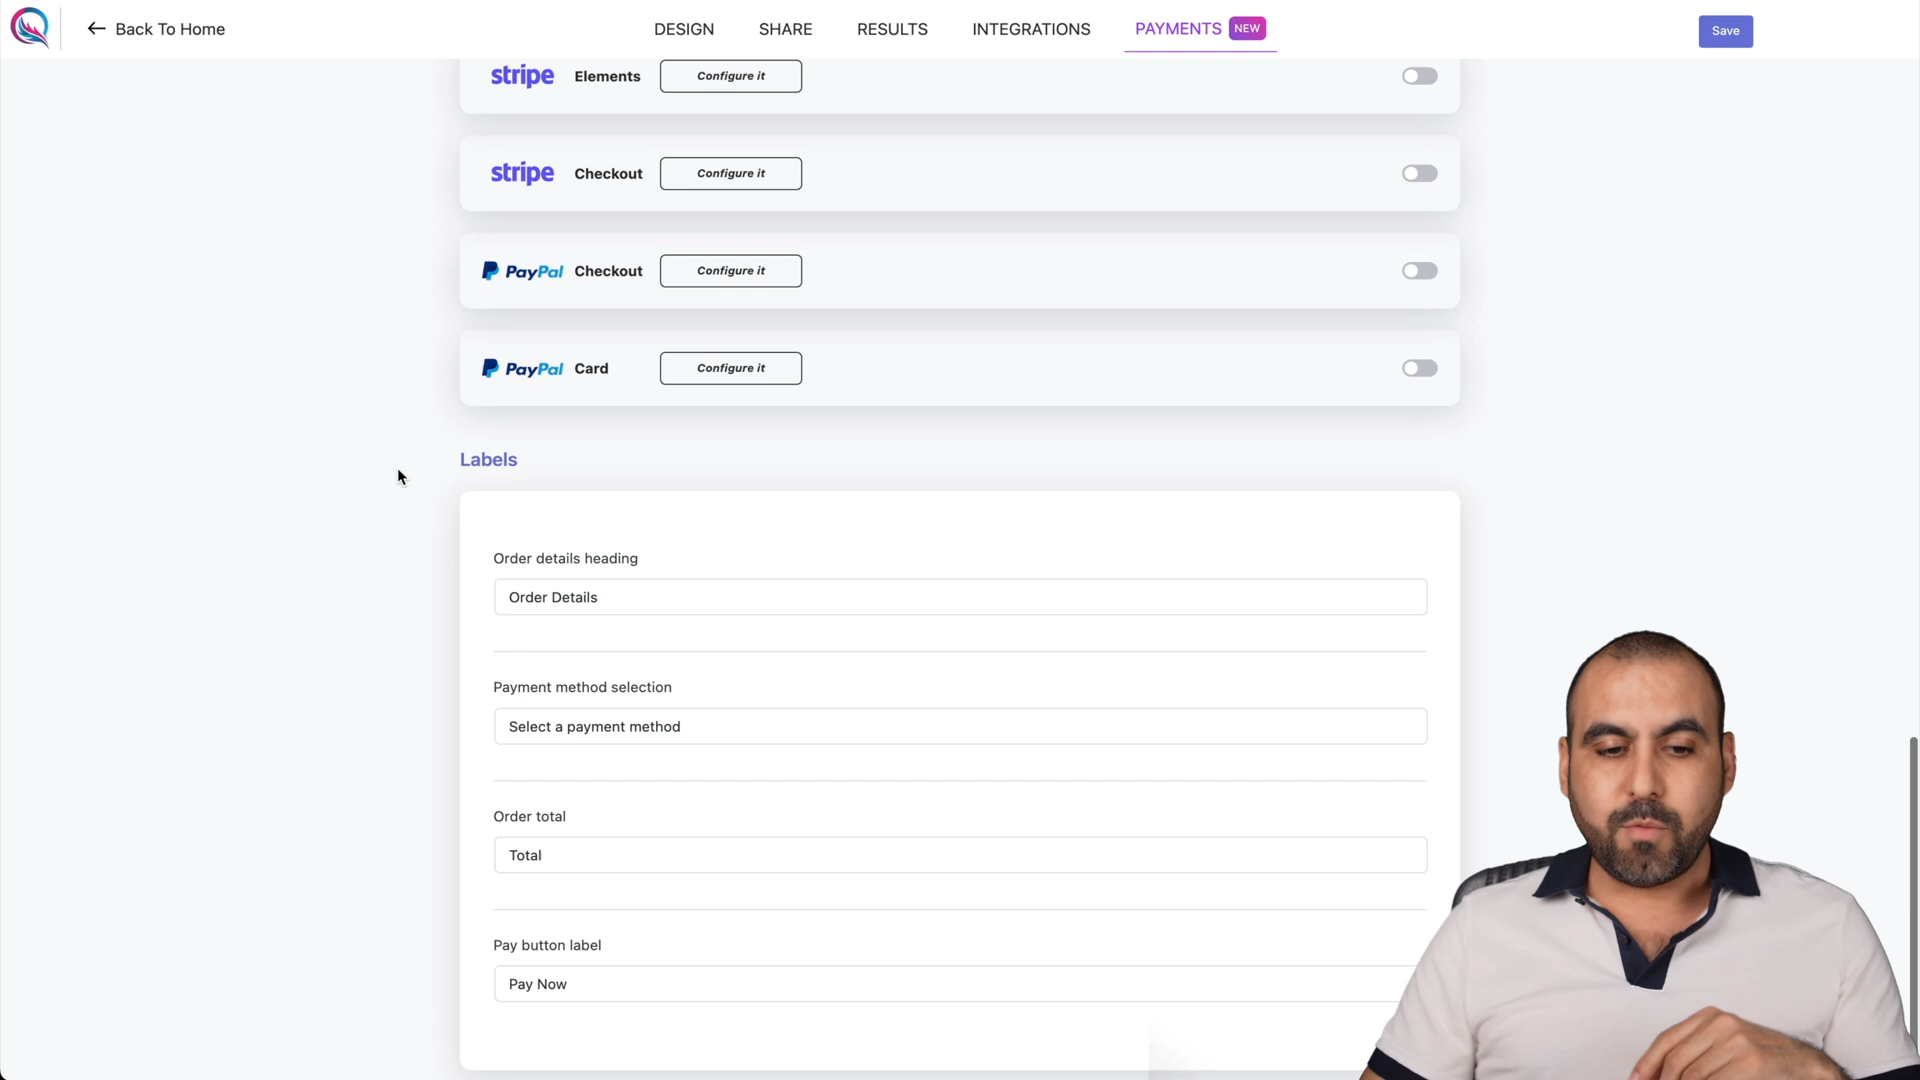 Back To Home
DESIGN
SHARE
RESULTS
INTEGRATIONS
PAYMENTS NEW
Save
stripe Elements Configure it
stripe Checkout Configure it
PayPal Checkout Configure it
PayPal Card Configure it
Labels
Order details heading
Order Details
Payment method selection
Select a payment method
Order total
Total
Pay button label
Pay Now